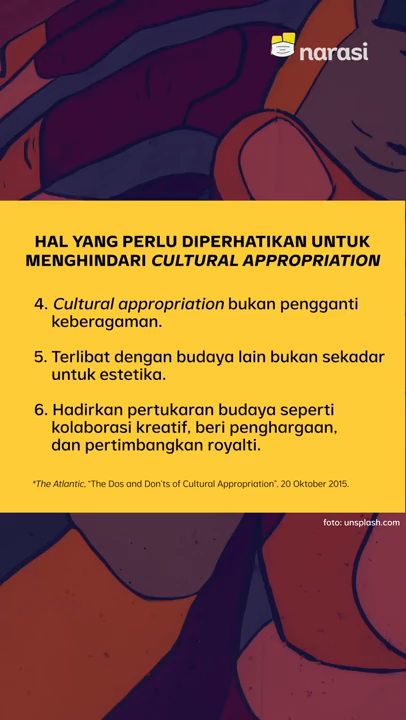 narasi
HAL YANG PERLU DIPERHATIKAN UNTUK
MENGHINDARI CULTURAL APPROPRIATION
4. Cultural appropriation bukan pengganti
keberagaman.
5. Terlibat dengan budaya lain bukan sekadar
untuk estetika.
6. Hadirkan pertukaran budaya seperti
kolaborasi kreatif, beri penghargaan,
dan pertimbangkan royalti.
*The Atlantic, "The Dos and Don'ts of Cultural Appropriation", 20 Oktober 2015.
foto: unsplash.com